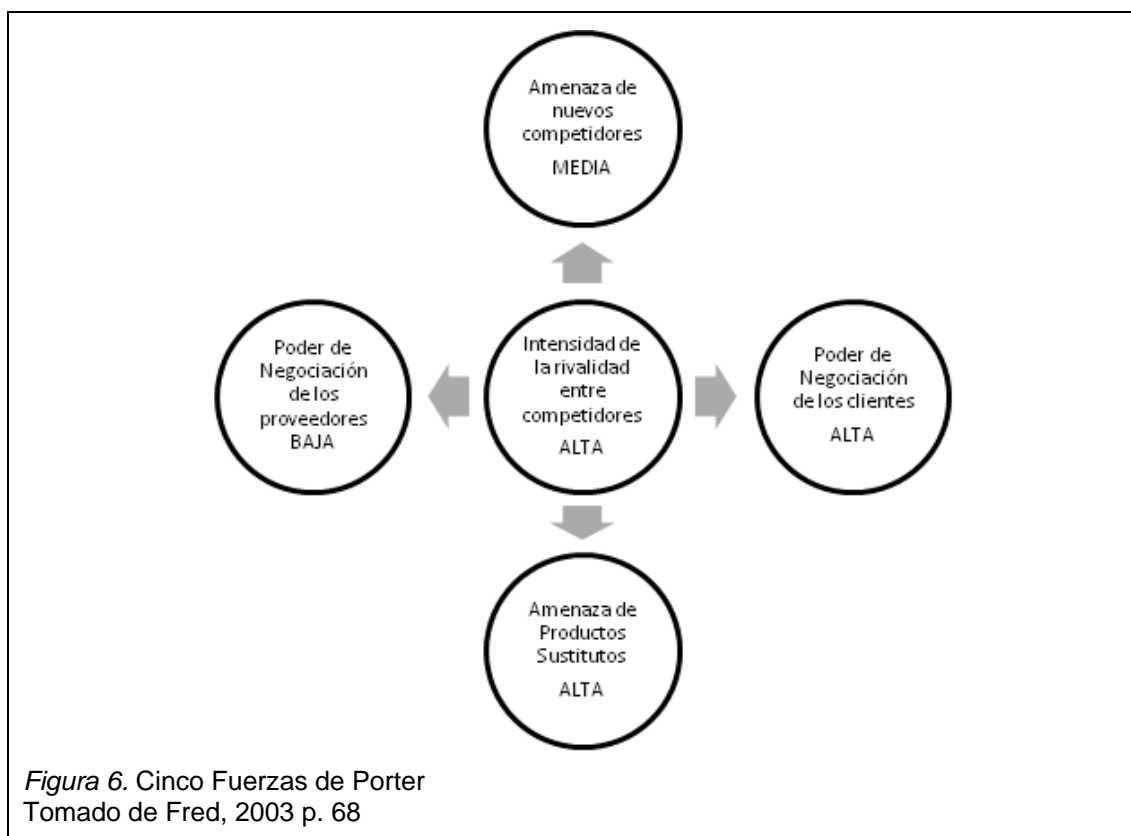 Amenaza de
nuevos
competidores
MEDIA
Poder de
Negociación
de los
proveedores
BAJA
Intensidad de
la rivalidad
entre
competidores
ALTA
Poder de
Negociación
de los clientes
ALTA
Amenaza de
Productos
Sustitutos
ALTA
Figura 6. Cinco Fuerzas de Porter
Tomado de Fred, 2003 p. 68